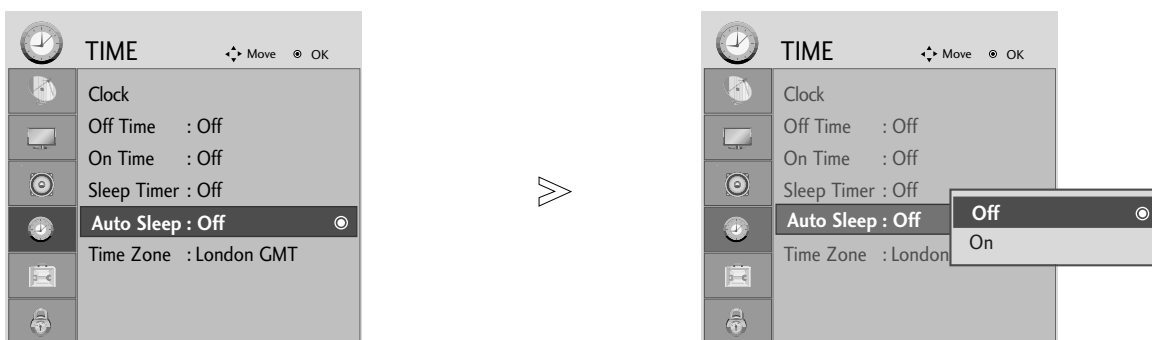 TIME
Move OK
Clock
Off Time : Off
On Time : Off
Sleep Timer : Off
Auto Sleep : Off
Time Zone : London GMT
TIME
Move OK
Clock
Off Time : Off
On Time : Off
Sleep Timer : Off
Auto Sleep : Off
Time Zone : London
Off
On